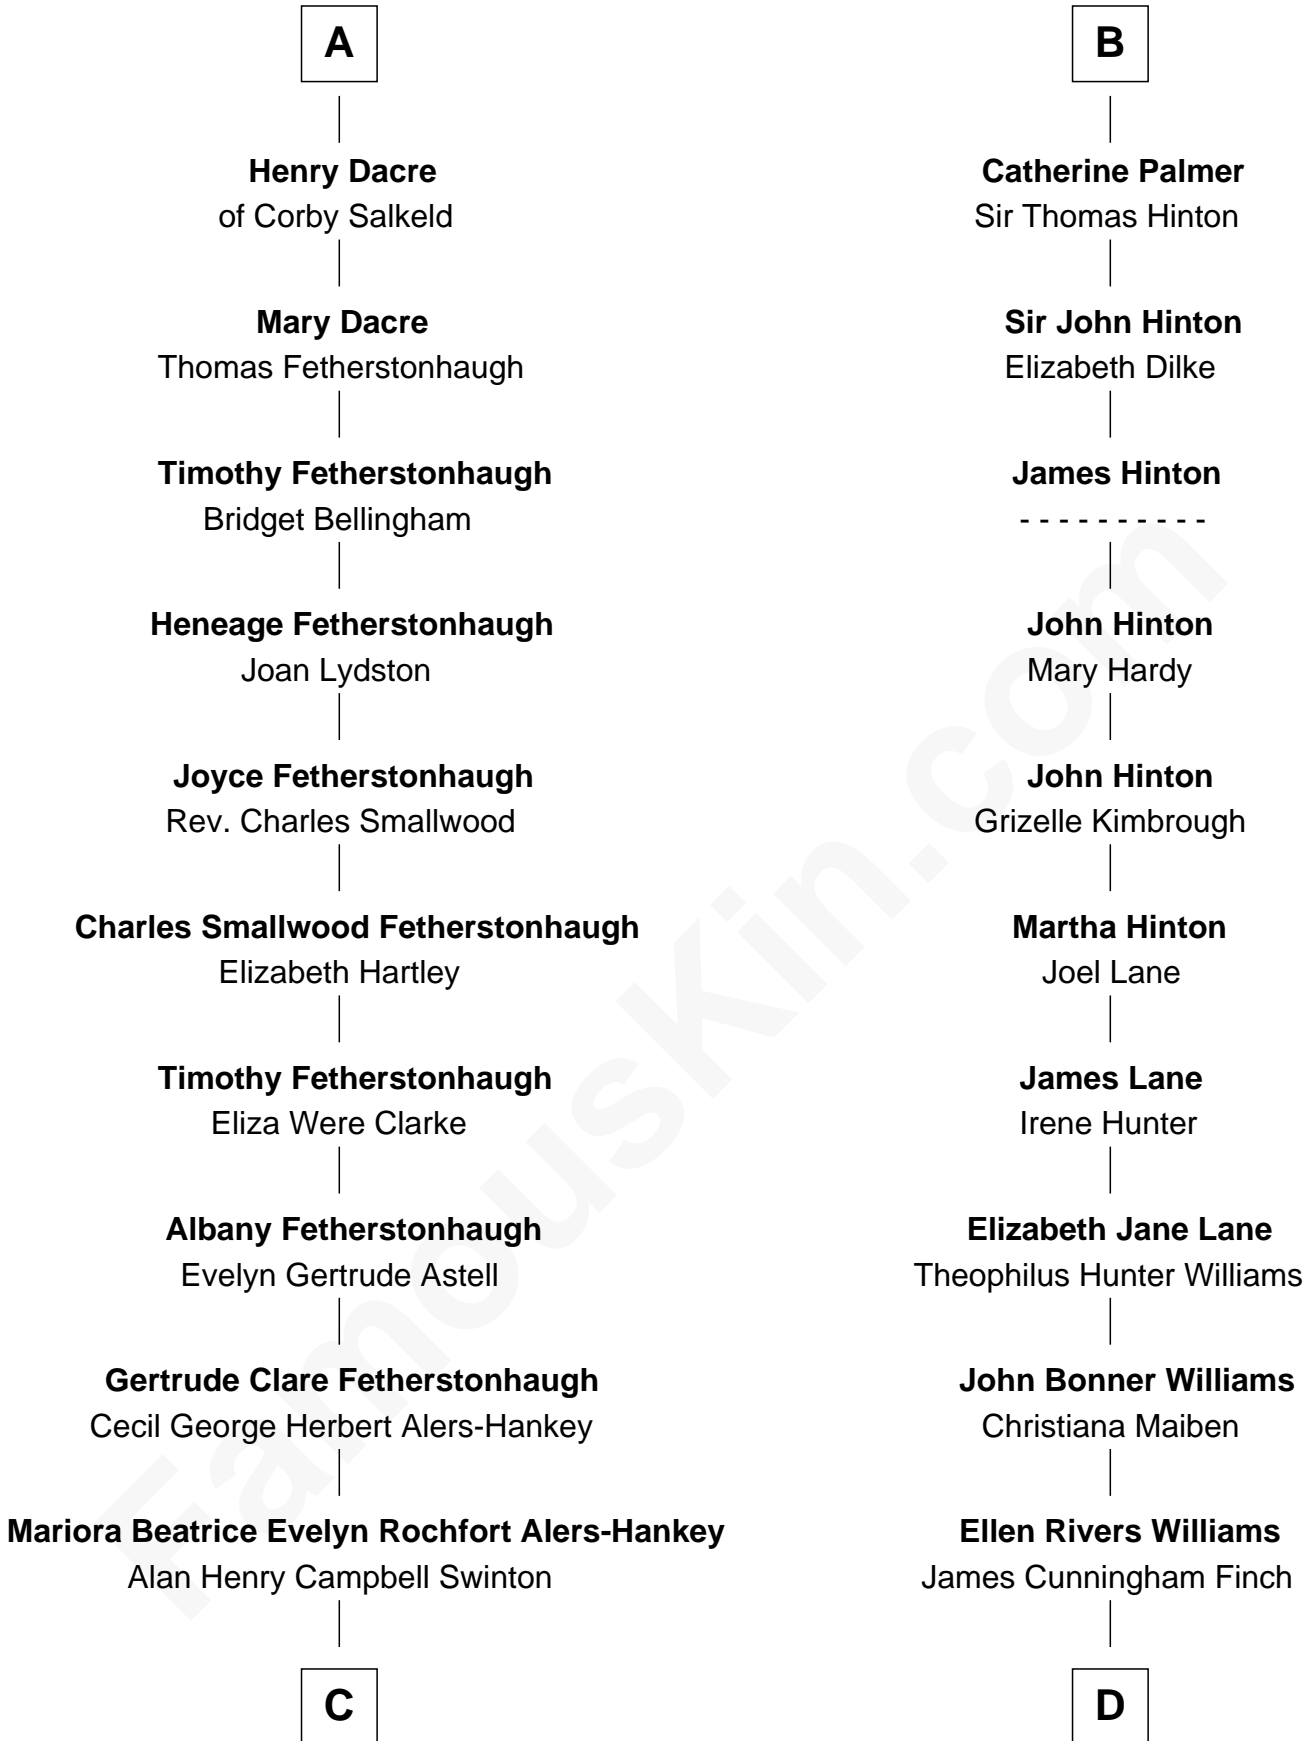 A
Henry Dacre
of Corby Salkeld
Mary Dacre
Thomas Fetherstonhaugh
Timothy Fetherstonhaugh
Bridget Bellingham
Heneage Fetherstonhaugh
Joan Lydston
Joyce Fetherstonhaugh
Rev. Charles Smallwood
Charles Smallwood Fetherstonhaugh
Elizabeth Hartley
Timothy Fetherstonhaugh
Eliza Were Clarke
Albany Fetherstonhaugh
Evelyn Gertrude Astell
Gertrude Clare Fetherstonhaugh
Cecil George Herbert Alers-Hankey
Mariora Beatrice Evelyn Rochfort Alers-Hankey
Alan Henry Campbell Swinton
C
B
Catherine Palmer
Sir Thomas Hinton
Sir John Hinton
Elizabeth Dilke
James Hinton
- - - - - - - - - -
John Hinton
Mary Hardy
John Hinton
Grizelle Kimbrough
Martha Hinton
Joel Lane
James Lane
Irene Hunter
Elizabeth Jane Lane
Theophilus Hunter Williams
John Bonner Williams
Christiana Maiben
Ellen Rivers Williams
James Cunningham Finch
D
FamousKin.com